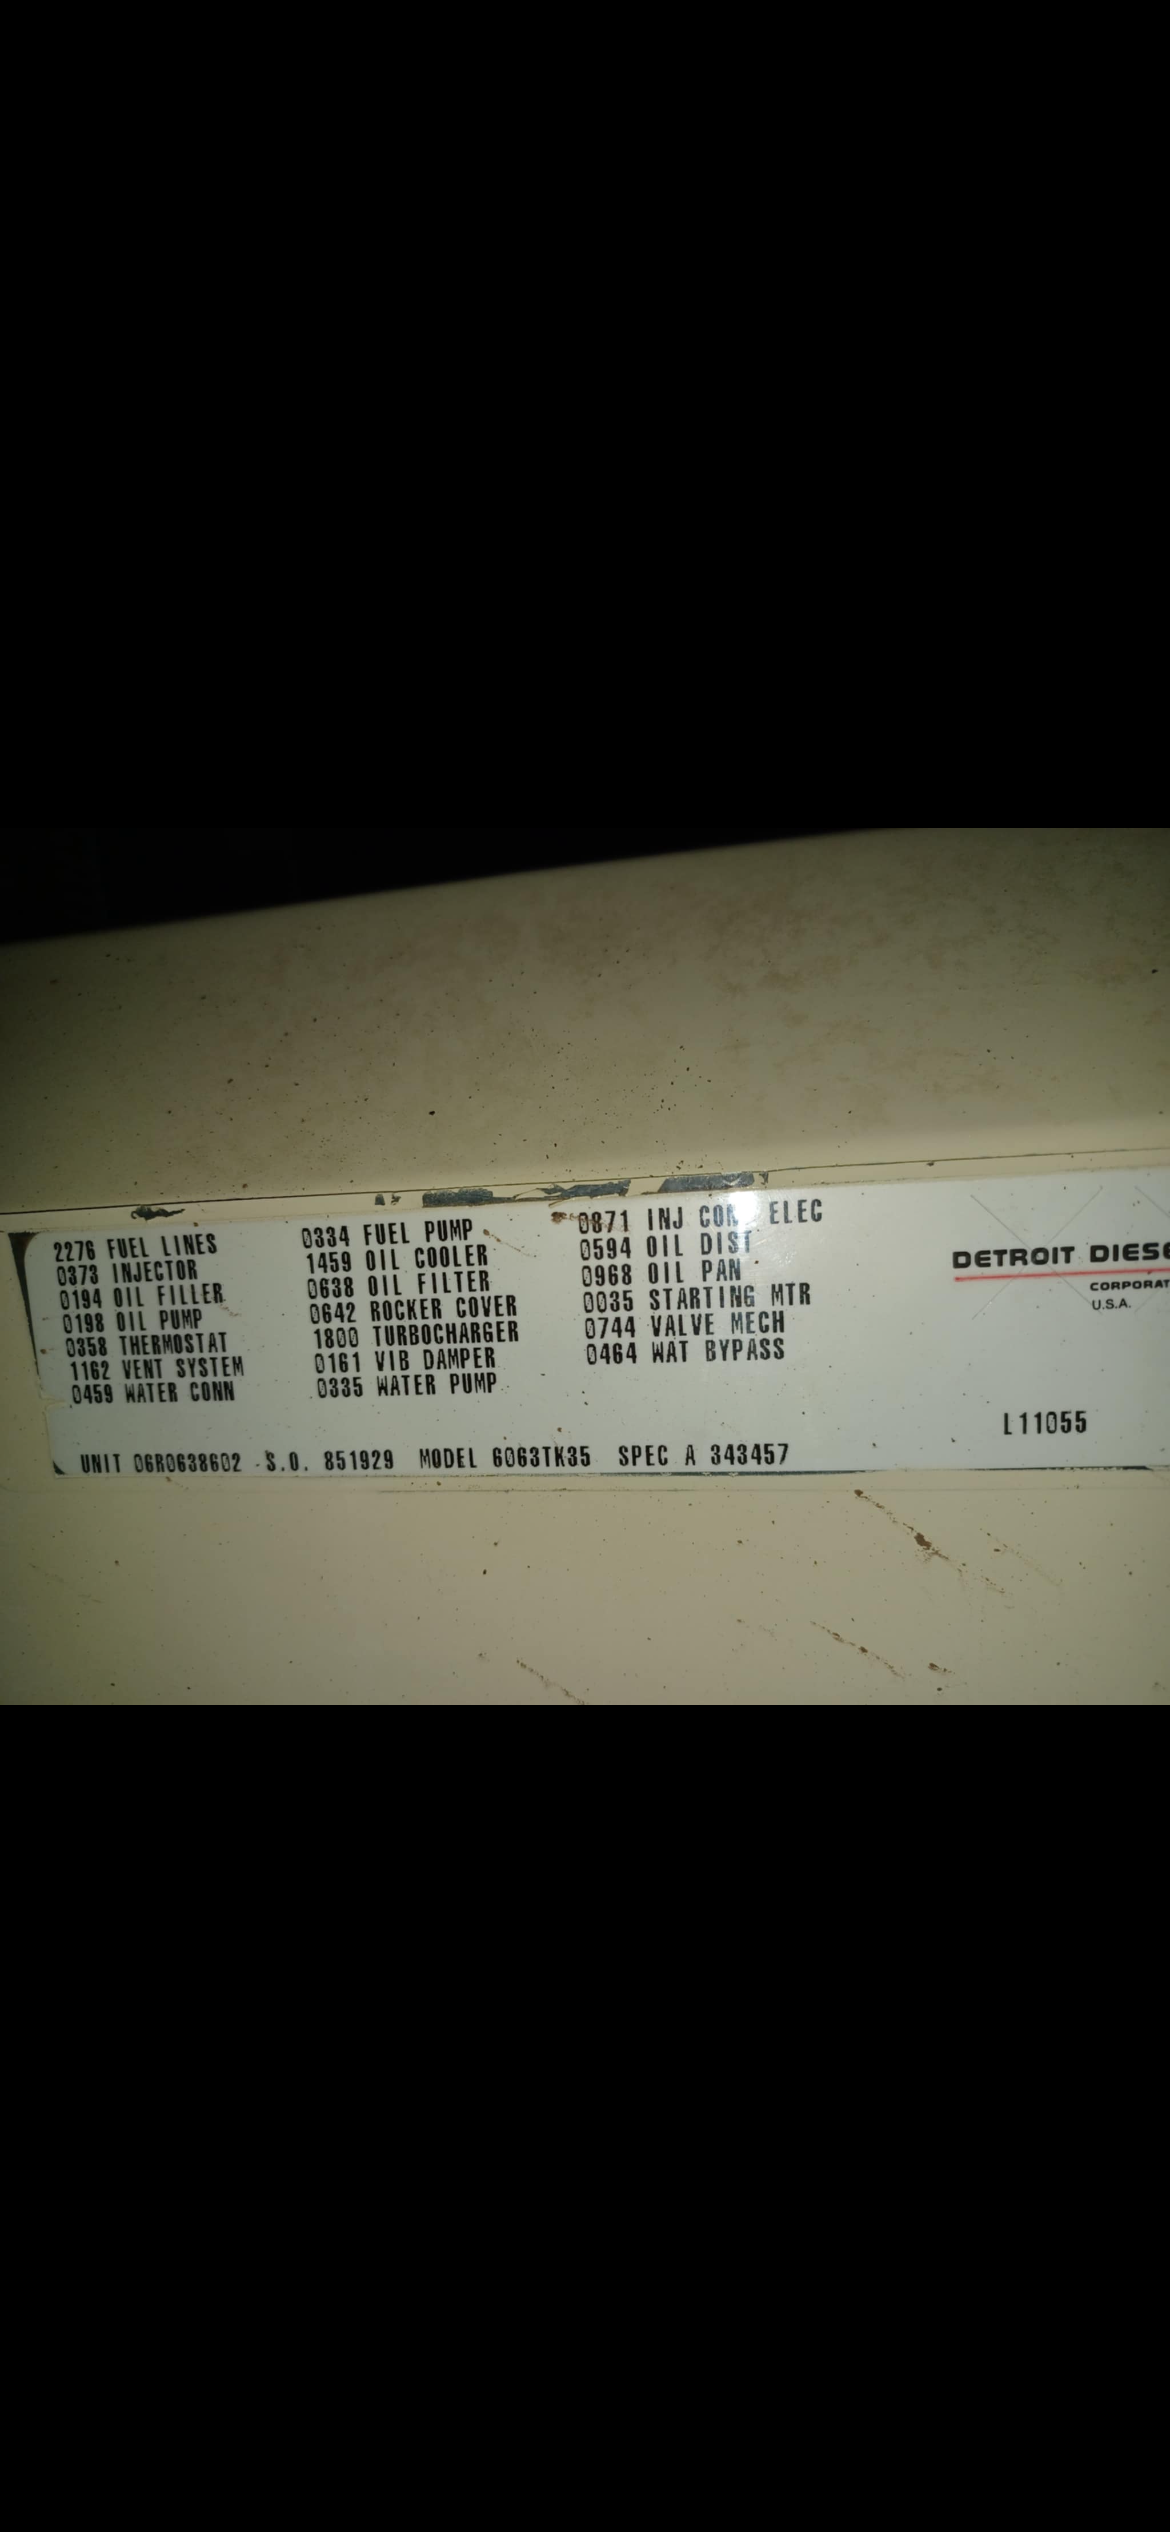 2276 FUEL LINES 0334 FUEL PUMP 0871 INJ ELEC
0373 INJECTOR 1459 OIL COOLER 0594 OIL DIST
0194 OIL FILLER 0638 OIL FILTER 0968 OIL PAN
0198 OIL PUMP 0642 ROCKER COVER 0035 STARTING MTR
0358 THERMOSTAT 1800 TURBOCHARGER 0744 VALVE MECH
1162 VENT SYSTEM 0161 VIB DAMPER 0464 WAT BYPASS
0459 WATER CONN 0335 WATER PUMP
DETROIT DIESE
CORPORAT
U.S.A.
L11055
UNIT 06R0638602 S.O. 851929 MODEL 6063TK35 SPEC A 343457